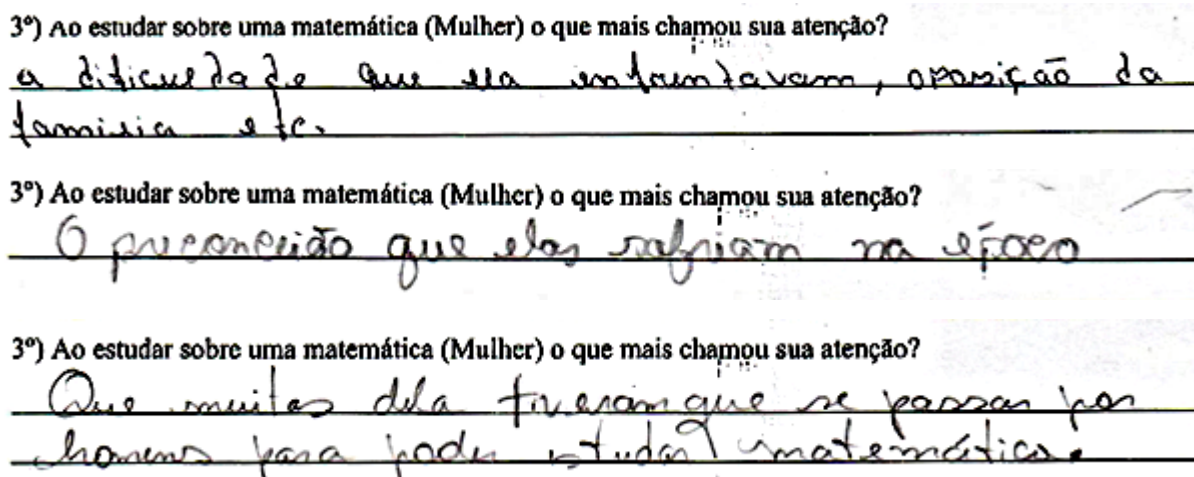 3º) Ao estudar sobre uma matemática (Mulher) o que mais chamou sua atenção?
a dificuldade que ela enfrentavam, oposição da
familia etc.
3º) Ao estudar sobre uma matemática (Mulher) o que mais chamou sua atenção?
O preconceito que elas sofriam na época
3º) Ao estudar sobre uma matemática (Mulher) o que mais chamou sua atenção?
Que muitas dela tiveram que se passar por
homens para poder estudar matemática.